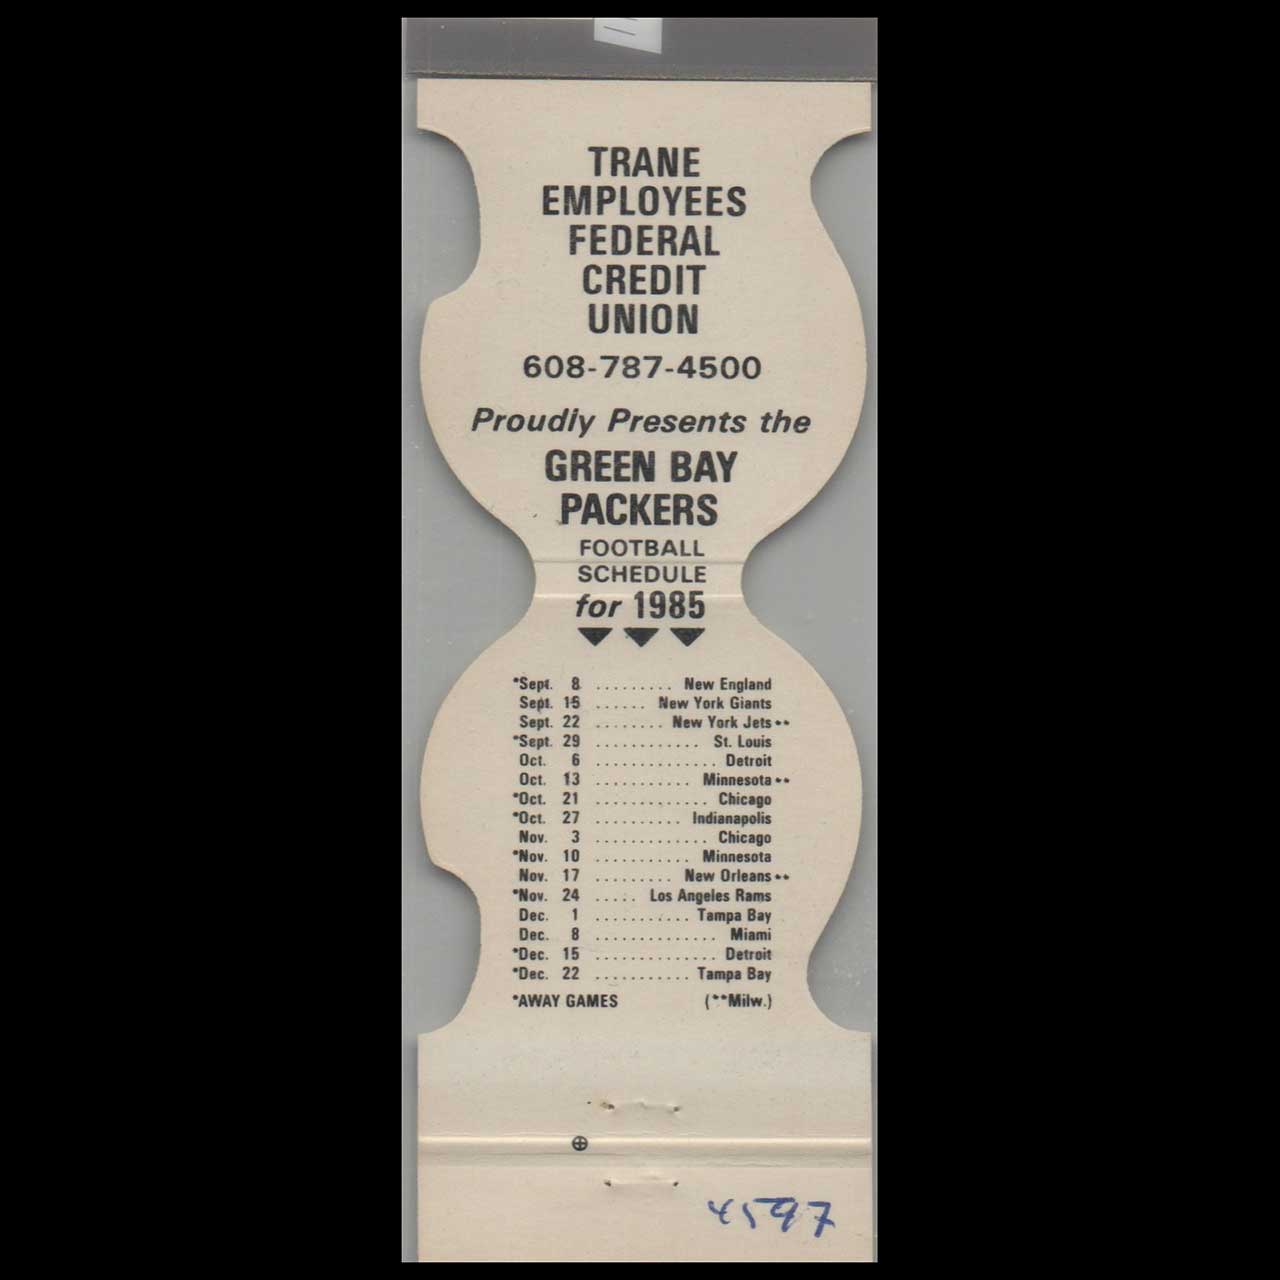 TRANE
EMPLOYEES
FEDERAL
CREDIT
UNION
608-787-4500
Proudly Presents the
GREEN BAY
PACKERS
FOOTBALL
SCHEDULE
for 1985
*Sept. 8 ......... New England
Sept. 15 ...... New York Giants
Sept. 22 ........ New York Jets**
*Sept. 29 ............ St. Louis
Oct. 6 .............. Detroit
Oct. 13 ........... Minnesota**
*Oct. 21 ............. Chicago
*Oct. 27 .......... Indianapolis
Nov. 3 ............. Chicago
*Nov. 10 ........... Minnesota
Nov. 17 ......... New Orleans**
*Nov. 24 ..... Los Angeles Rams
Dec. 1 ........... Tampa Bay
Dec. 8 .............. Miami
*Dec. 15 .............. Detroit
*Dec. 22 ........... Tampa Bay
*AWAY GAMES (**Milw.)
4597